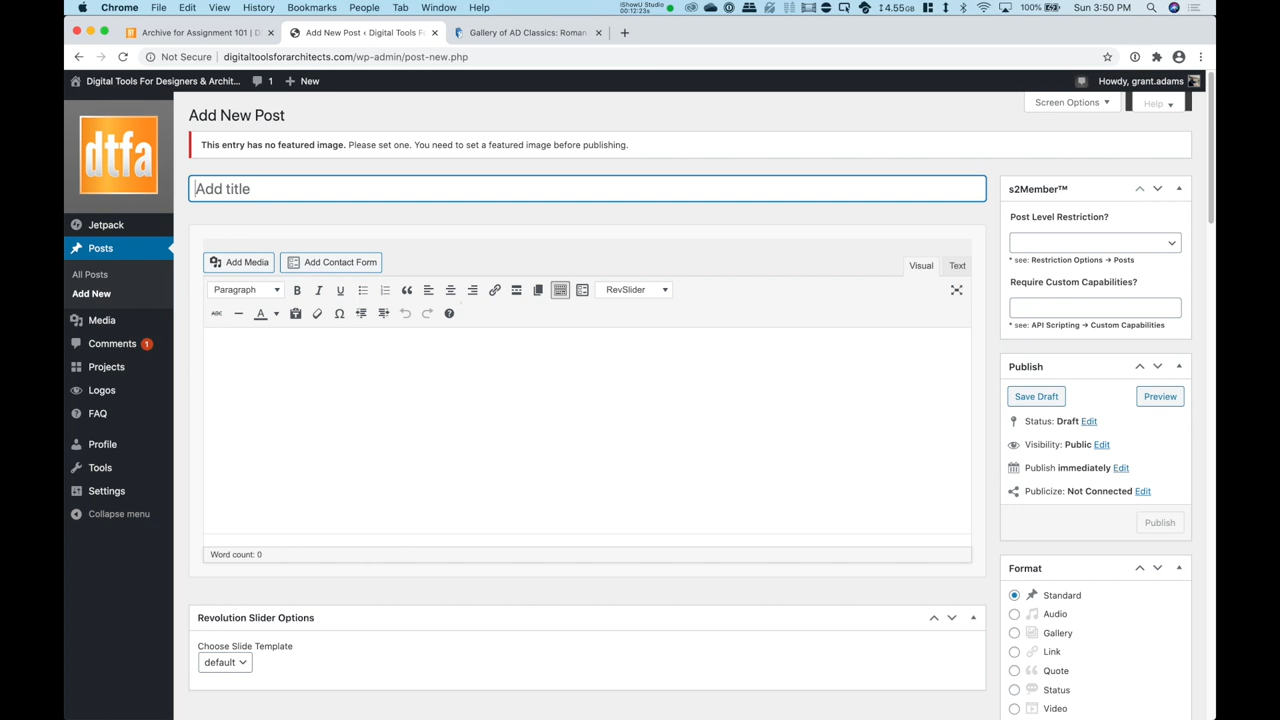 Chrome File Edit View History Bookmarks People Tab Window Help iShowU Studio 00:12:23s 4.55GB 100% Sun 3:50 PM
Archive for Assignment 101 | D Add New Post ‹ Digital Tools F Gallery of AD Classics: Roman
Not Secure digitaltoolsforarchitects.com/wp-admin/post-new.php
Digital Tools For Designers & Archit... 1 New Howdy, grant.adams
Screen Options Help
Add New Post
This entry has no featured image. Please set one. You need to set a featured image before publishing.
dtfa
Add title
s2Member™
Post Level Restriction?
* see: Restriction Options → Posts
Require Custom Capabilities?
* see: API Scripting → Custom Capabilities
Jetpack
Posts
All Posts
Add New
Media
Comments 1
Projects
Logos
FAQ
Profile
Tools
Settings
Collapse menu
Add Media Add Contact Form
Visual Text
Paragraph B I U RevSlider
ABC A
Word count: 0
Publish
Save Draft Preview
Status: Draft Edit
Visibility: Public Edit
Publish immediately Edit
Publicize: Not Connected Edit
Publish
Format
Standard
Audio
Gallery
Link
Quote
Status
Video
Revolution Slider Options
Choose Slide Template
default